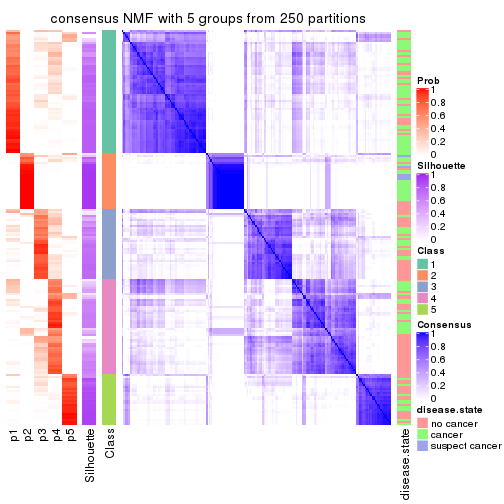 consensus NMF with 5 groups from 250 partitions
Prob
1
0.8
0.6
0.4
0.2
0
Silhouette
1
0.8
0.6
0.4
0.2
0
Class
1
2
3
4
5
Consensus
1
0.8
0.6
0.4
0.2
0
disease.state
no cancer
cancer
suspect cancer
p1
p2
p3
p4
p5
Silhouette
Class
disease.state